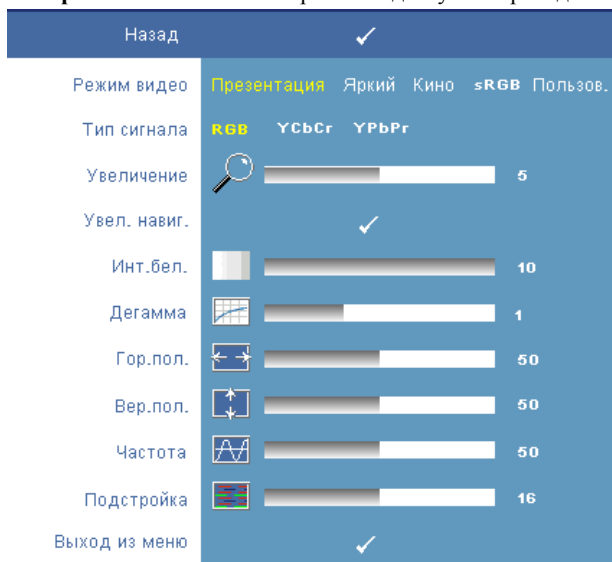 Назад
Режим видео Презентация Яркий Кино sRGB Пользов.
Тип сигнала RGB YCbCr YPbPr
Увеличение 5
Увел. навиг.
Инт.бел. 10
Дегамма 1
Гор.пол. 50
Вер.пол. 50
Частота 50
Подстройка 16
Выход из меню